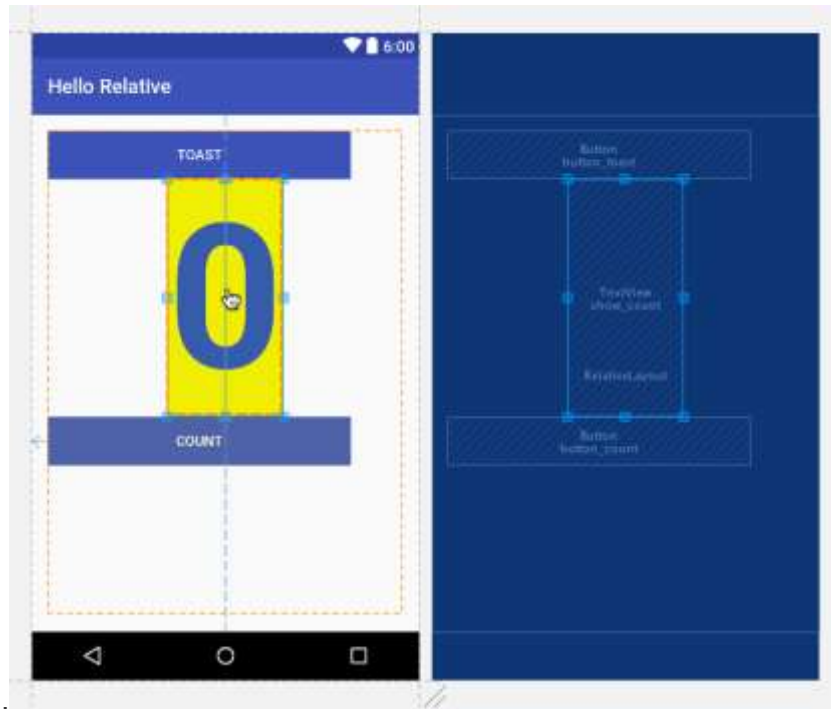 6:00
Hello Relative
TOAST
0
COUNT
Button
button_toast
TextView
show_count
RelativeLayout
Button
button_count